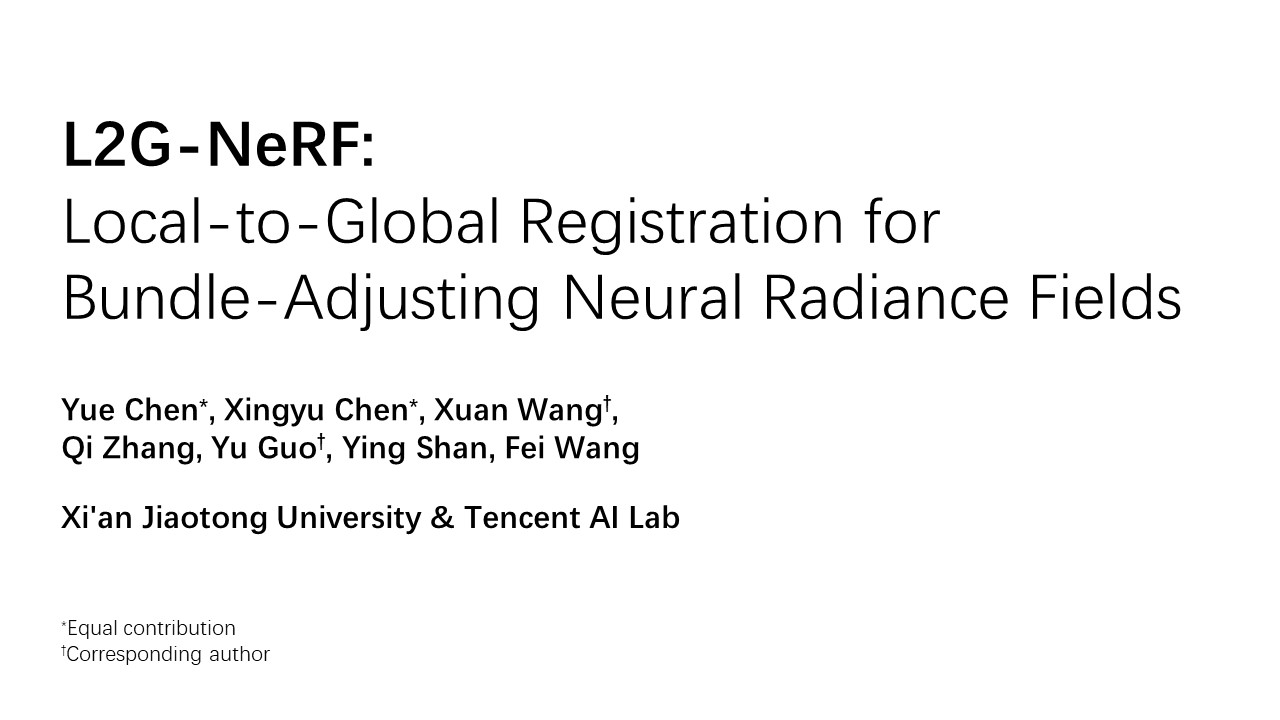 L2G-NeRF:
Local-to-Global Registration for
Bundle-Adjusting Neural Radiance Fields
Yue Chen*, Xingyu Chen*, Xuan Wang†,
Qi Zhang, Yu Guo†, Ying Shan, Fei Wang
Xi'an Jiaotong University & Tencent AI Lab
*Equal contribution
†Corresponding author